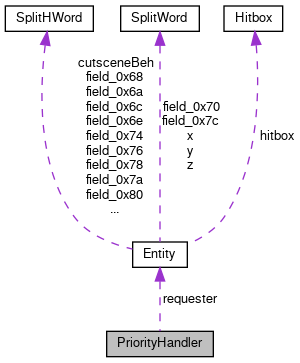 SplitHWord
SplitWord
Hitbox
cutsceneBeh
field_0x68
field_0x6a
field_0x6c
field_0x6e
field_0x74
field_0x76
field_0x78
field_0x7a
field_0x80
...
field_0x70
field_0x7c
x
y
z
hitbox
Entity
requester
PriorityHandler